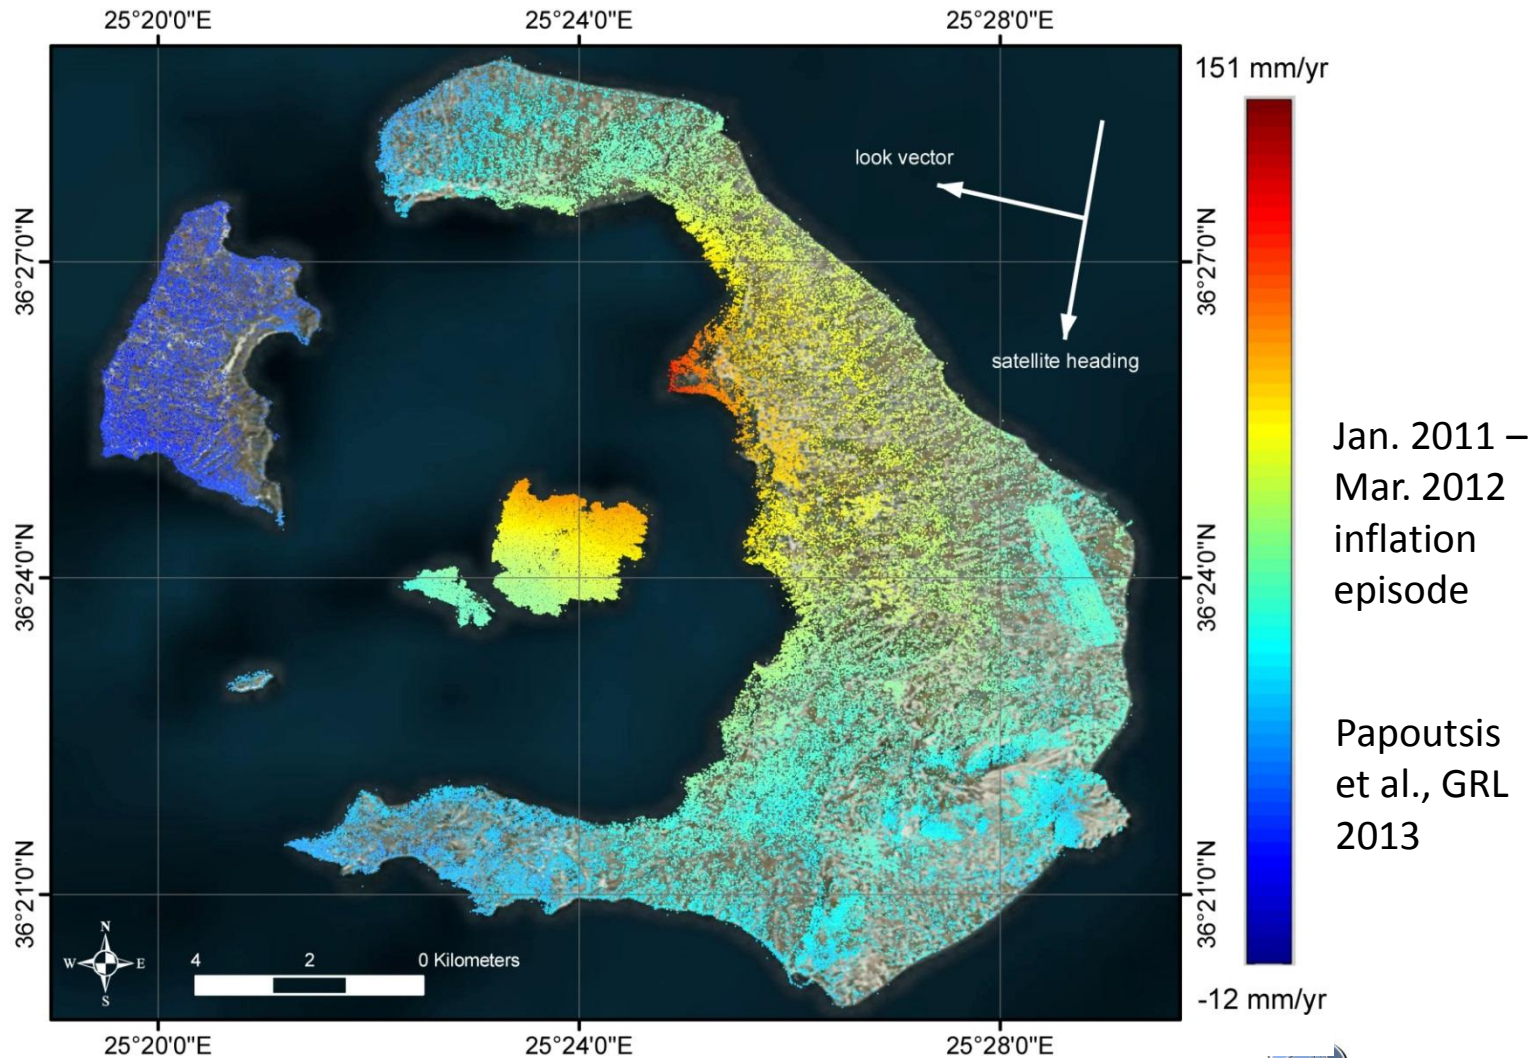 25°20'0"E
25°24'0"E
25°28'0"E
151 mm/yr
look vector
36°27'0"N
36°27'0"N
satellite heading
Jan. 2011 –
Mar. 2012
inflation
episode
36°24'0"N
36°24'0"N
Papoutsis
et al., GRL
2013
36°21'0"N
36°21'0"N
N
W
E
S
4
2
0 Kilometers
-12 mm/yr
25°20'0"E
25°24'0"E
25°28'0"E